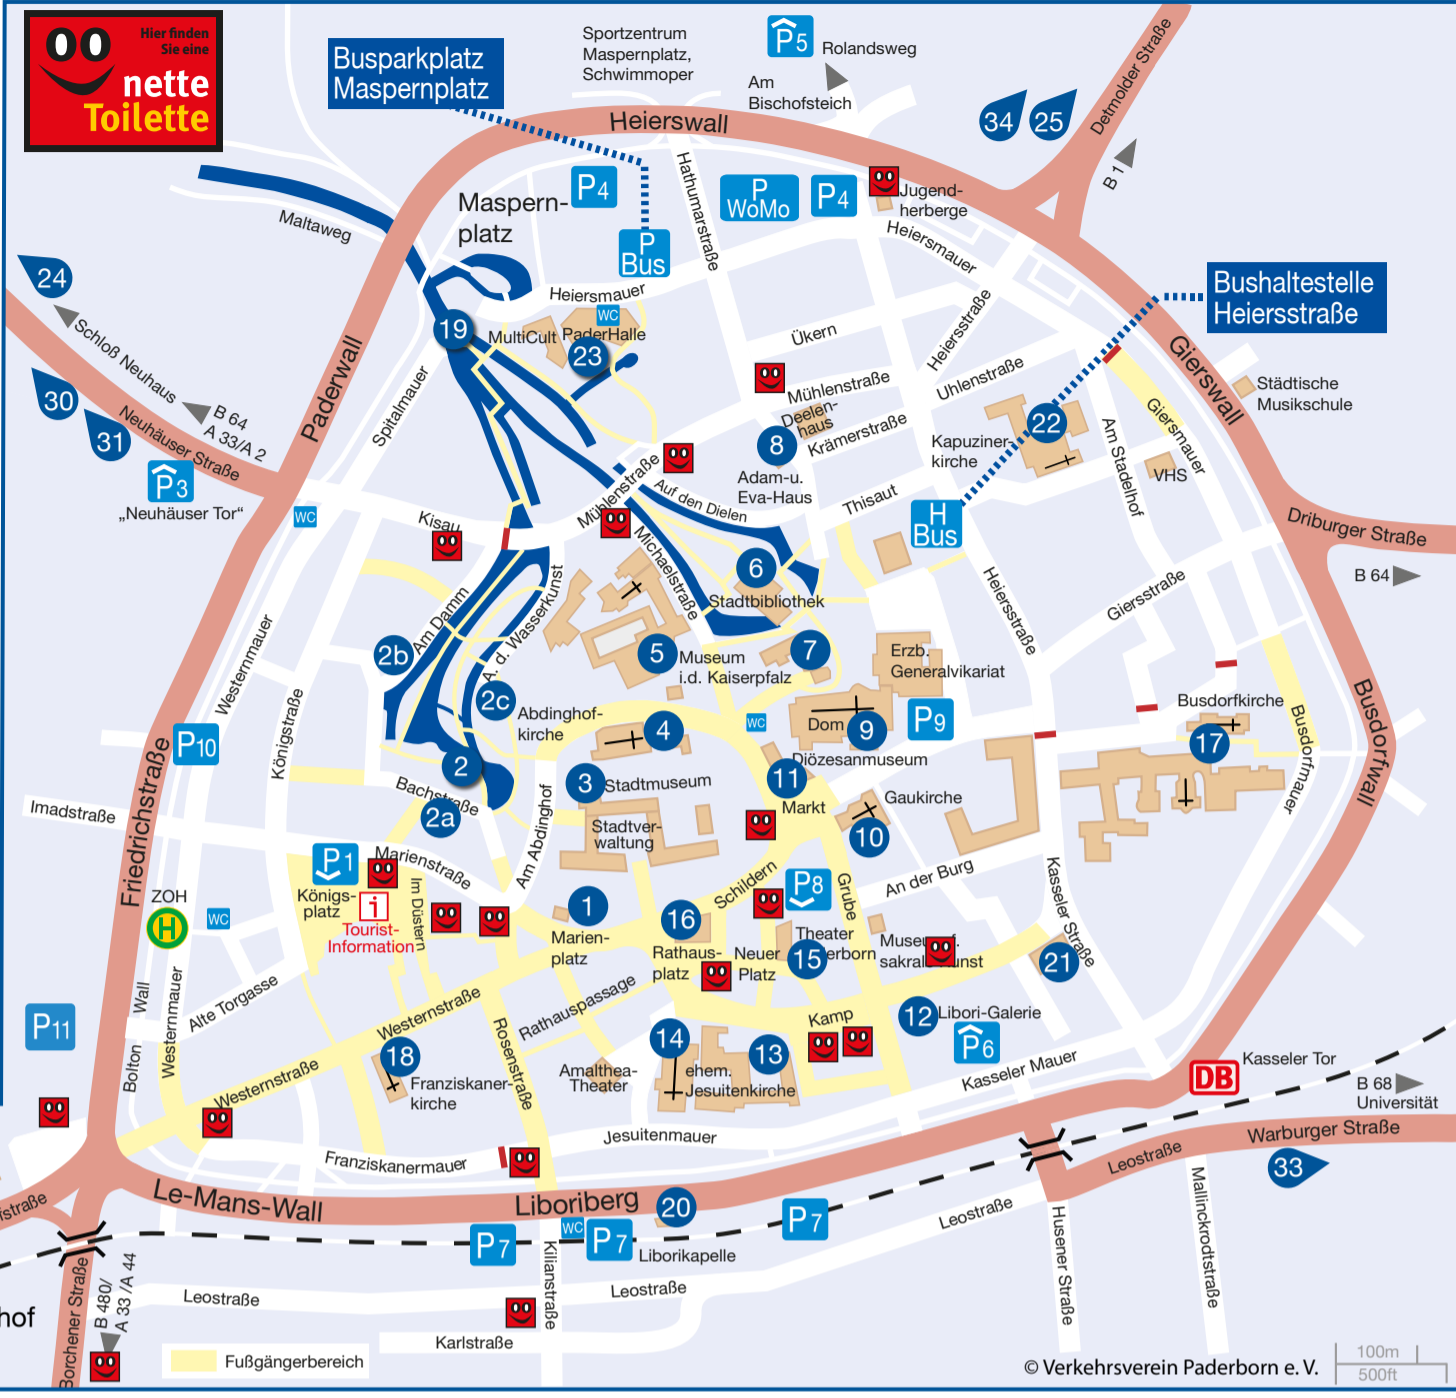 Hier finden
Sie eine
nette
Toilette
Busparkplatz
Maspernplatz
Sportzentrum
Maspernplatz,
Schwimmoper
P5
Rolandsweg
Am
Bischofsteich
Heierswall
34
25
Detmolder Straße
B 1
Maltaweg
Maspern-
platz
P4
P
Bus
Hathumarstraße
P
WoMo
P4
Jugend-
herberge
Heiersmauer
Heiersmauer
Bushaltestelle
Heiersstraße
24
Schloß Neuhaus
B 64
A 33/A 2
30
31
Neuhäuser Straße
P3
„Neuhäuser Tor“
Paderwall
Spitalmauer
19
MultiCult
WC
PaderHalle
23
Ükern
Heiersstraße
Mühlenstraße
Uhlenstraße
Deelen-
haus
Krämerstraße
8
Adam-u.
Eva-Haus
Kapuziner-
kirche
22
Am Stadelhof
Giersmauer
VHS
Gierswall
Städtische
Musikschule
WC
Kisau
Mühlenstraße
Auf den Dielen
Thisaut
H
Bus
Driburger Straße
B 64
Michaelstraße
6
Stadtbibliothek
Heiersstraße
Giersstraße
Am Damm
A. d. Wasserkunst
2b
2c
5
Museum
i.d. Kaiserpfalz
7
Erzb.
Generalvikariat
Westernmauer
Königstraße
P10
Abdinghof-
kirche
4
WC
Dom
9
P9
Busdorfkirche
17
Busdorfmauer
Busdorfwall
2
Bachstraße
2a
3
Stadtmuseum
Diözesanmuseum
11
Markt
Gaukirche
10
Imadstraße
Friedrichstraße
Stadtver-
waltung
Am Abdinghof
Marienstraße
P1
Königs-
platz
i
Tourist-
Information
Im Düstern
ZOH
H
WC
1
Marien-
platz
16
Rathaus-
platz
Schildern
P8
Grube
An der Burg
Kasseler Straße
Neuer
Platz
Theater
15
erborn
21
P11
Wall
Bolton
Westernmauer
Alte Torgasse
Westernstraße
Westernstraße
Rathauspassage
Rosenstraße
Kamp
12
Libori-Galerie
P6
18
Franziskaner-
kirche
Amalthea-
Theater
14
ehem.
Jesuitenkirche
13
Kasseler Mauer
DB
Kasseler Tor
B 68
Universität
Jesuitenmauer
Franziskanermauer
Le-Mans-Wall
Liboriberg
20
Liborikapelle
P7
WC
P7
P7
Leostraße
Leostraße
Warburger Straße
33
Mallinckrodtstraße
Husener Straße
Kilianstraße
Leostraße
Leostraße
Karlstraße
Borchener Straße
B 480/
A 33 /A 44
hof
Fußgängerbereich
© Verkehrsverein Paderborn e. V.
100m
500ft